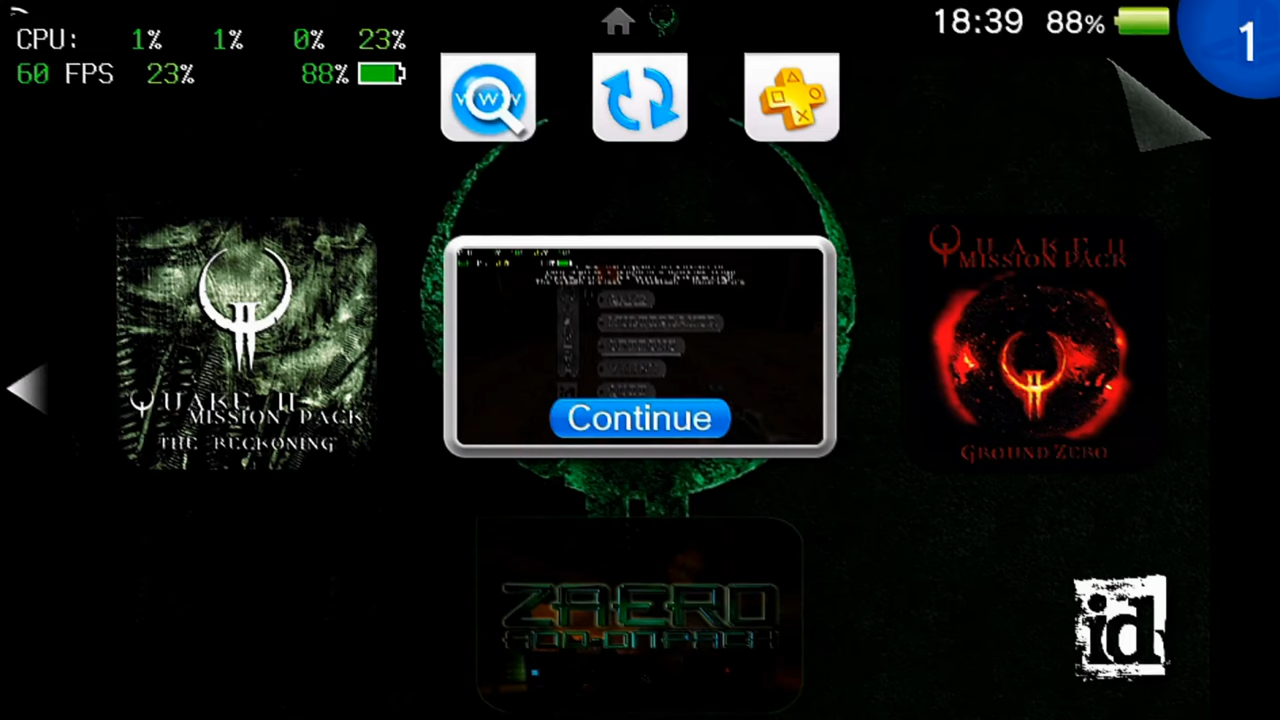 CPU: 1% 1% 0% 23%
60 FPS 23% 88%
18:39 88%
1
WWW
QUAKE II
MISSION PACK
THE RECKONING
Continue
QUAKE II
MISSION PACK
GROUND ZERO
ZAERO
ADD-ON PACK
id